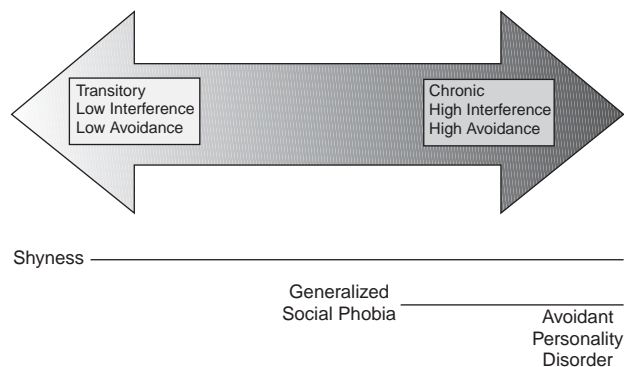 Transitory
Low Interference
Low Avoidance
Chronic
High Interference
High Avoidance
Shyness
Generalized
Social Phobia
Avoidant
Personality
Disorder